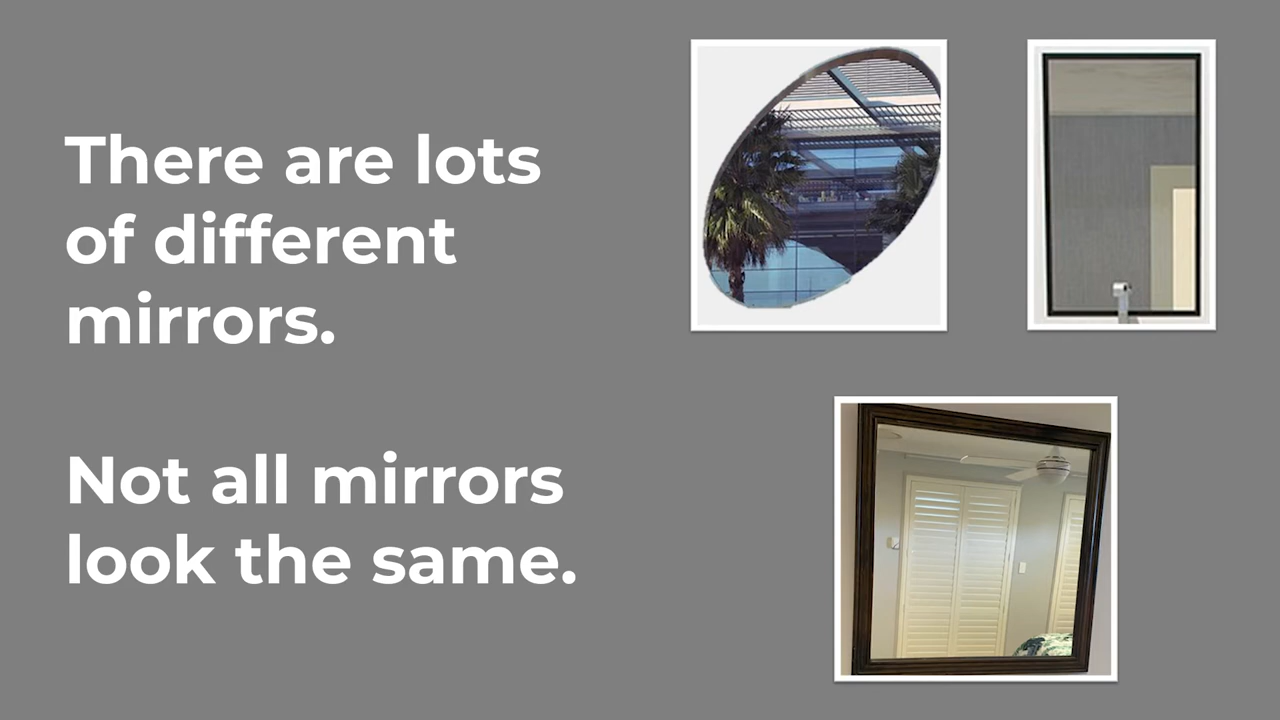 There are lots
of different
mirrors.
Not all mirrors
look the same.